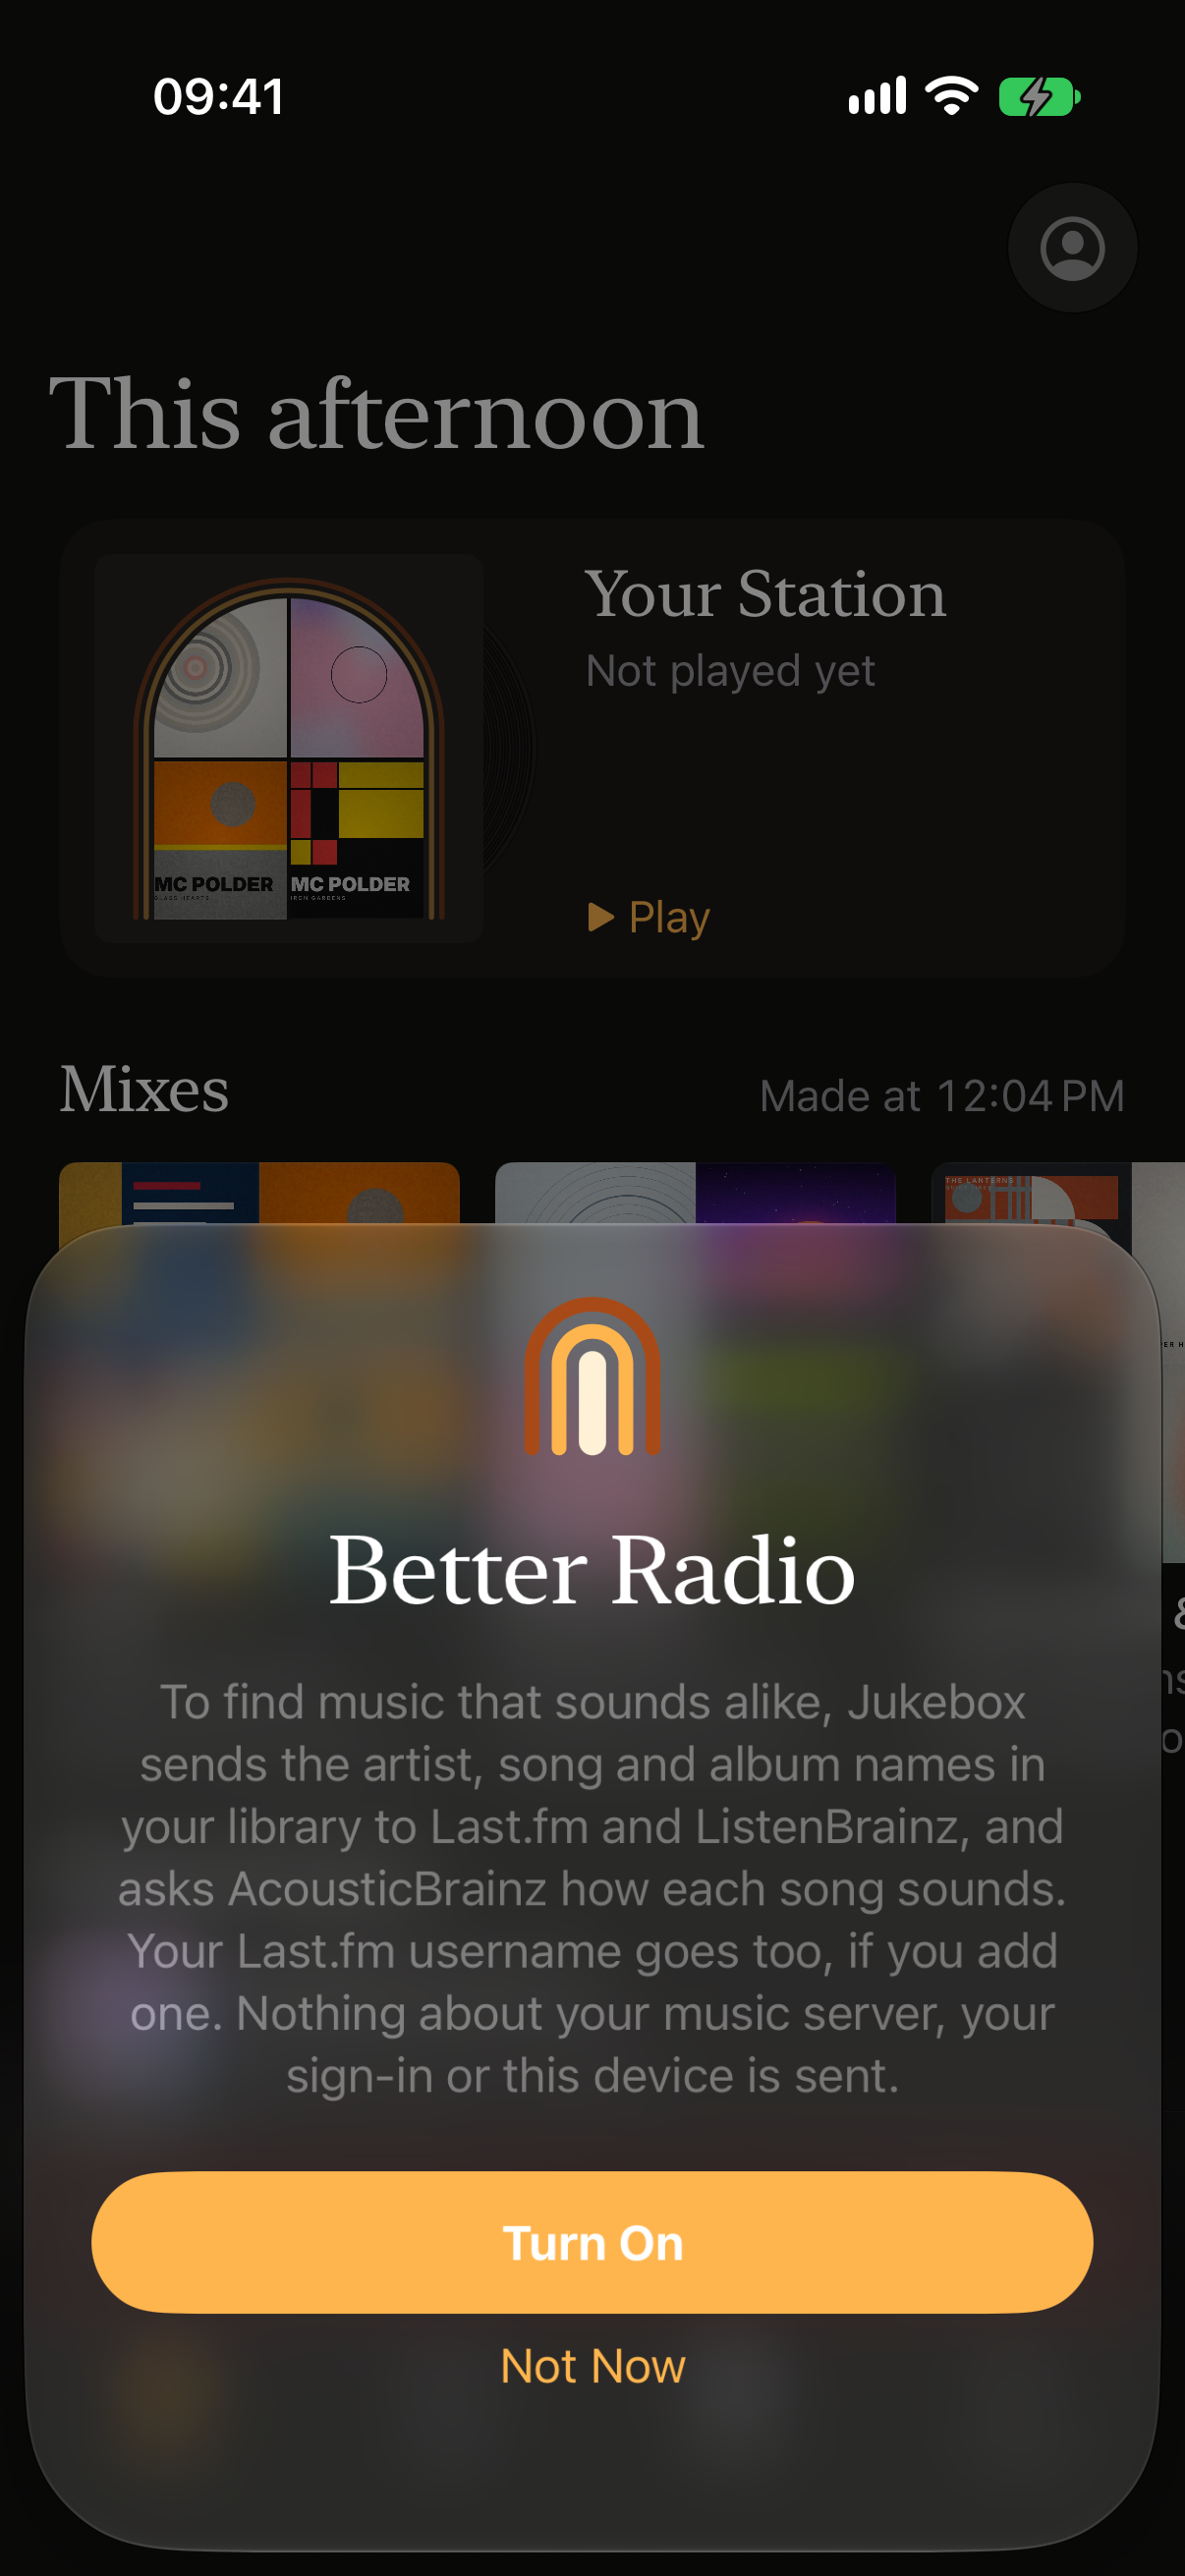 09:41
This afternoon
Your Station
Not played yet
MC POLDER
MC POLDER
IRON GARDENS
Play
Mixes
Made at 12:04 PM
THE LANTERNS
Better Radio
To find music that sounds alike, Jukebox
sends the artist, song and album names in
your library to Last.fm and ListenBrainz, and
asks AcousticBrainz how each song sounds.
Your Last.fm username goes too, if you add
one. Nothing about your music server, your
sign-in or this device is sent.
Turn On
Not Now